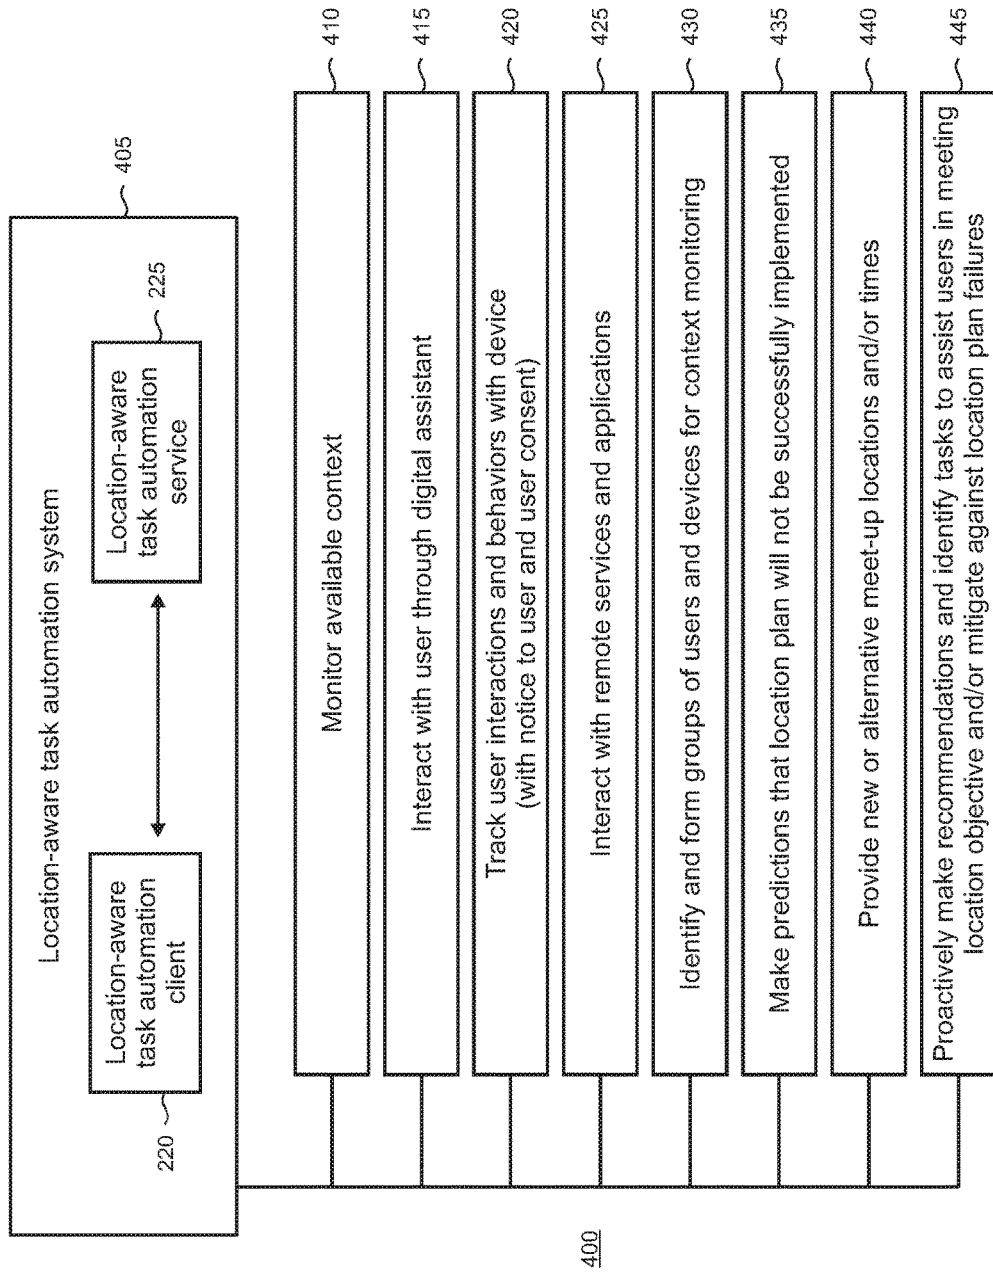 405
Location-aware task automation system
Location-aware
task automation
client
220
Location-aware
task automation
service
225
Monitor available context
410
Interact with user through digital assistant
415
Track user interactions and behaviors with device
(with notice to user and user consent)
420
Interact with remote services and applications
425
Identify and form groups of users and devices for context monitoring
430
Make predictions that location plan will not be successfully implemented
435
Provide new or alternative meet-up locations and/or times
440
Proactively make recommendations and identify tasks to assist users in meeting
location objective and/or mitigate against location plan failures
445
400